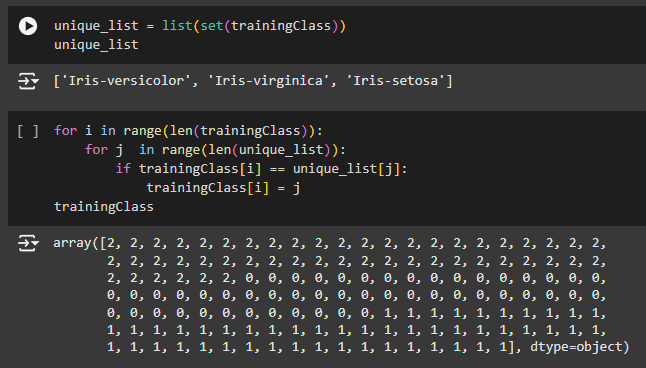 unique_list = list(set(trainingClass))
unique_list
['Iris-versicolor', 'Iris-virginica', 'Iris-setosa']
[ ] for i in range(len(trainingClass)):
for j  in range(len(unique_list)):
if trainingClass[i] == unique_list[j]:
trainingClass[i] = j
trainingClass
array([2, 2, 2, 2, 2, 2, 2, 2, 2, 2, 2, 2, 2, 2, 2, 2, 2, 2, 2, 2, 2, 2,
2, 2, 2, 2, 2, 2, 2, 2, 2, 2, 2, 2, 2, 2, 2, 2, 2, 2, 2, 2, 2, 2,
2, 2, 2, 2, 2, 2, 0, 0, 0, 0, 0, 0, 0, 0, 0, 0, 0, 0, 0, 0, 0, 0,
0, 0, 0, 0, 0, 0, 0, 0, 0, 0, 0, 0, 0, 0, 0, 0, 0, 0, 0, 0, 0, 0,
0, 0, 0, 0, 0, 0, 0, 0, 0, 0, 0, 0, 1, 1, 1, 1, 1, 1, 1, 1, 1, 1,
1, 1, 1, 1, 1, 1, 1, 1, 1, 1, 1, 1, 1, 1, 1, 1, 1, 1, 1, 1, 1, 1,
1, 1, 1, 1, 1, 1, 1, 1, 1, 1, 1, 1, 1, 1, 1, 1, 1, 1], dtype=object)